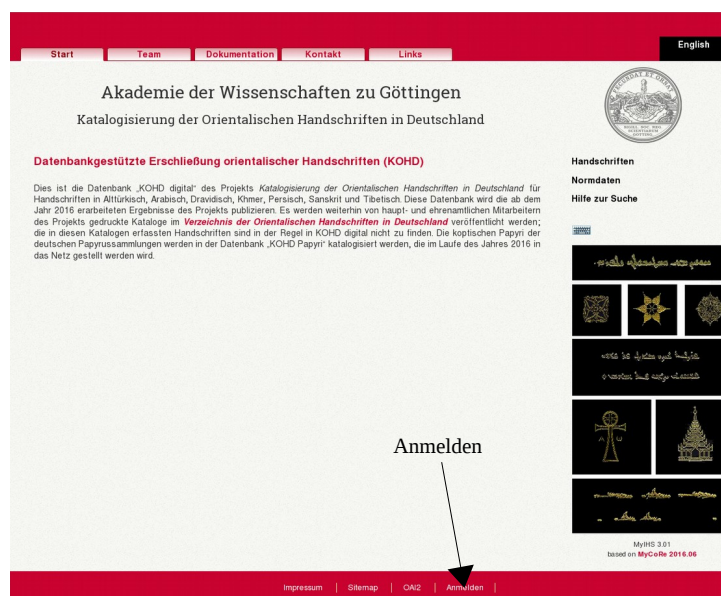 English
Start
Team
Dokumentation
Kontakt
Links
Akademie der Wissenschaften zu Göttingen
Katalogisierung der Orientalischen Handschriften in Deutschland
Datenbankgestützte Erschließung orientalischer Handschriften (KOHD)
Dies ist die Datenbank „KOHD digital“ des Projekts Katalogisierung der Orientalischen Handschriften in Deutschland für
Handschriften in Alttürkisch, Arabisch, Dravidisch, Khmer, Persisch, Sanskrit und Tibetisch. Diese Datenbank wird die ab dem
Jahr 2016 erarbeiteten Ergebnisse des Projekts publizieren. Es werden weiterhin von haupt- und ehrenamtlichen Mitarbeitern
des Projekts gedruckte Kataloge im Verzeichnis der Orientalischen Handschriften in Deutschland veröffentlicht werden;
die in diesen Katalogen erfassten Handschriften sind in der Regel in KOHD digital nicht zu finden. Die koptischen Papyri der
deutschen Papyrussammlungen werden in der Datenbank „KOHD Papyri“ katalogisiert werden, die im Laufe des Jahres 2016 in
das Netz gestellt werden wird.
Handschriften
Normdaten
Hilfe zur Suche
Anmelden
MyIHS 3.01
based on MyCoRe 2016.06
Impressum
Sitemap
OAI2
Anmelden